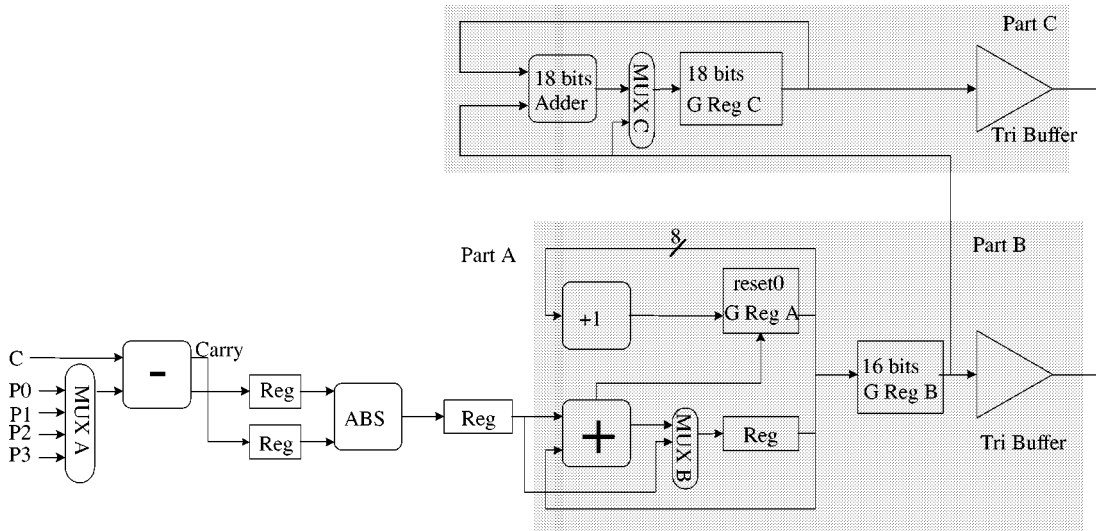 Part C
18 bits
Adder
MUX C
18 bits
G Reg C
Tri Buffer
Part A
8
Part B
+1
reset0
G Reg A
C
P0
P1
P2
P3
MUX A
-
Carry
Reg
Reg
ABS
Reg
+
MUX B
Reg
16 bits
G Reg B
Tri Buffer